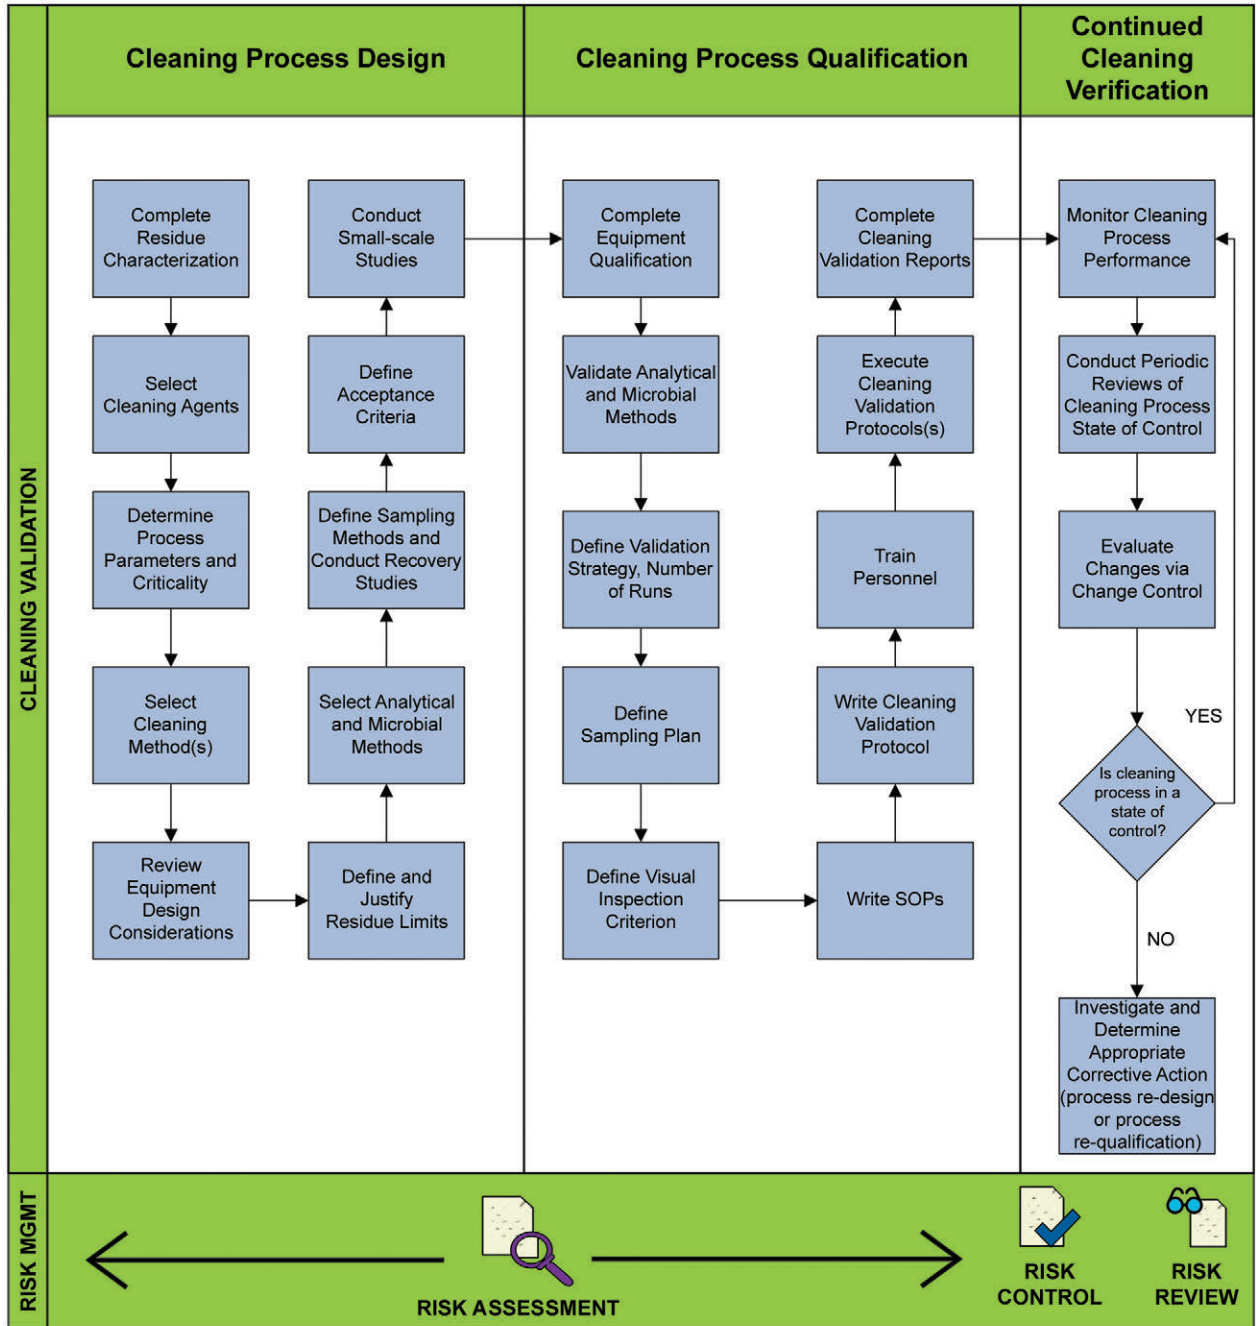 Cleaning Process Design
Cleaning Process Qualification
Continued
Cleaning
Verification
CLEANING VALIDATION
Complete
Residue
Characterization
Select
Cleaning Agents
Determine
Process
Parameters and
Criticality
Select
Cleaning
Method(s)
Review
Equipment
Design
Considerations
Define and
Justify
Residue Limits
Select Analytical
and Microbial
Methods
Define Sampling
Methods and
Conduct Recovery
Studies
Define
Acceptance
Criteria
Conduct
Small-scale
Studies
Complete
Equipment
Qualification
Validate Analytical
and Microbial
Methods
Define Validation
Strategy, Number
of Runs
Define
Sampling Plan
Define Visual
Inspection
Criterion
Write SOPs
Write Cleaning
Validation
Protocol
Train
Personnel
Execute
Cleaning
Validation
Protocols(s)
Complete
Cleaning
Validation Reports
Monitor Cleaning
Process
Performance
Conduct Periodic
Reviews of
Cleaning Process
State of Control
Evaluate
Changes via
Change Control
Is cleaning
process in a
state of
control?
YES
NO
Investigate and
Determine
Appropriate
Corrective Action
(process re-design
or process
re-qualification)
RISK MGMT
RISK ASSESSMENT
RISK
CONTROL
RISK
REVIEW